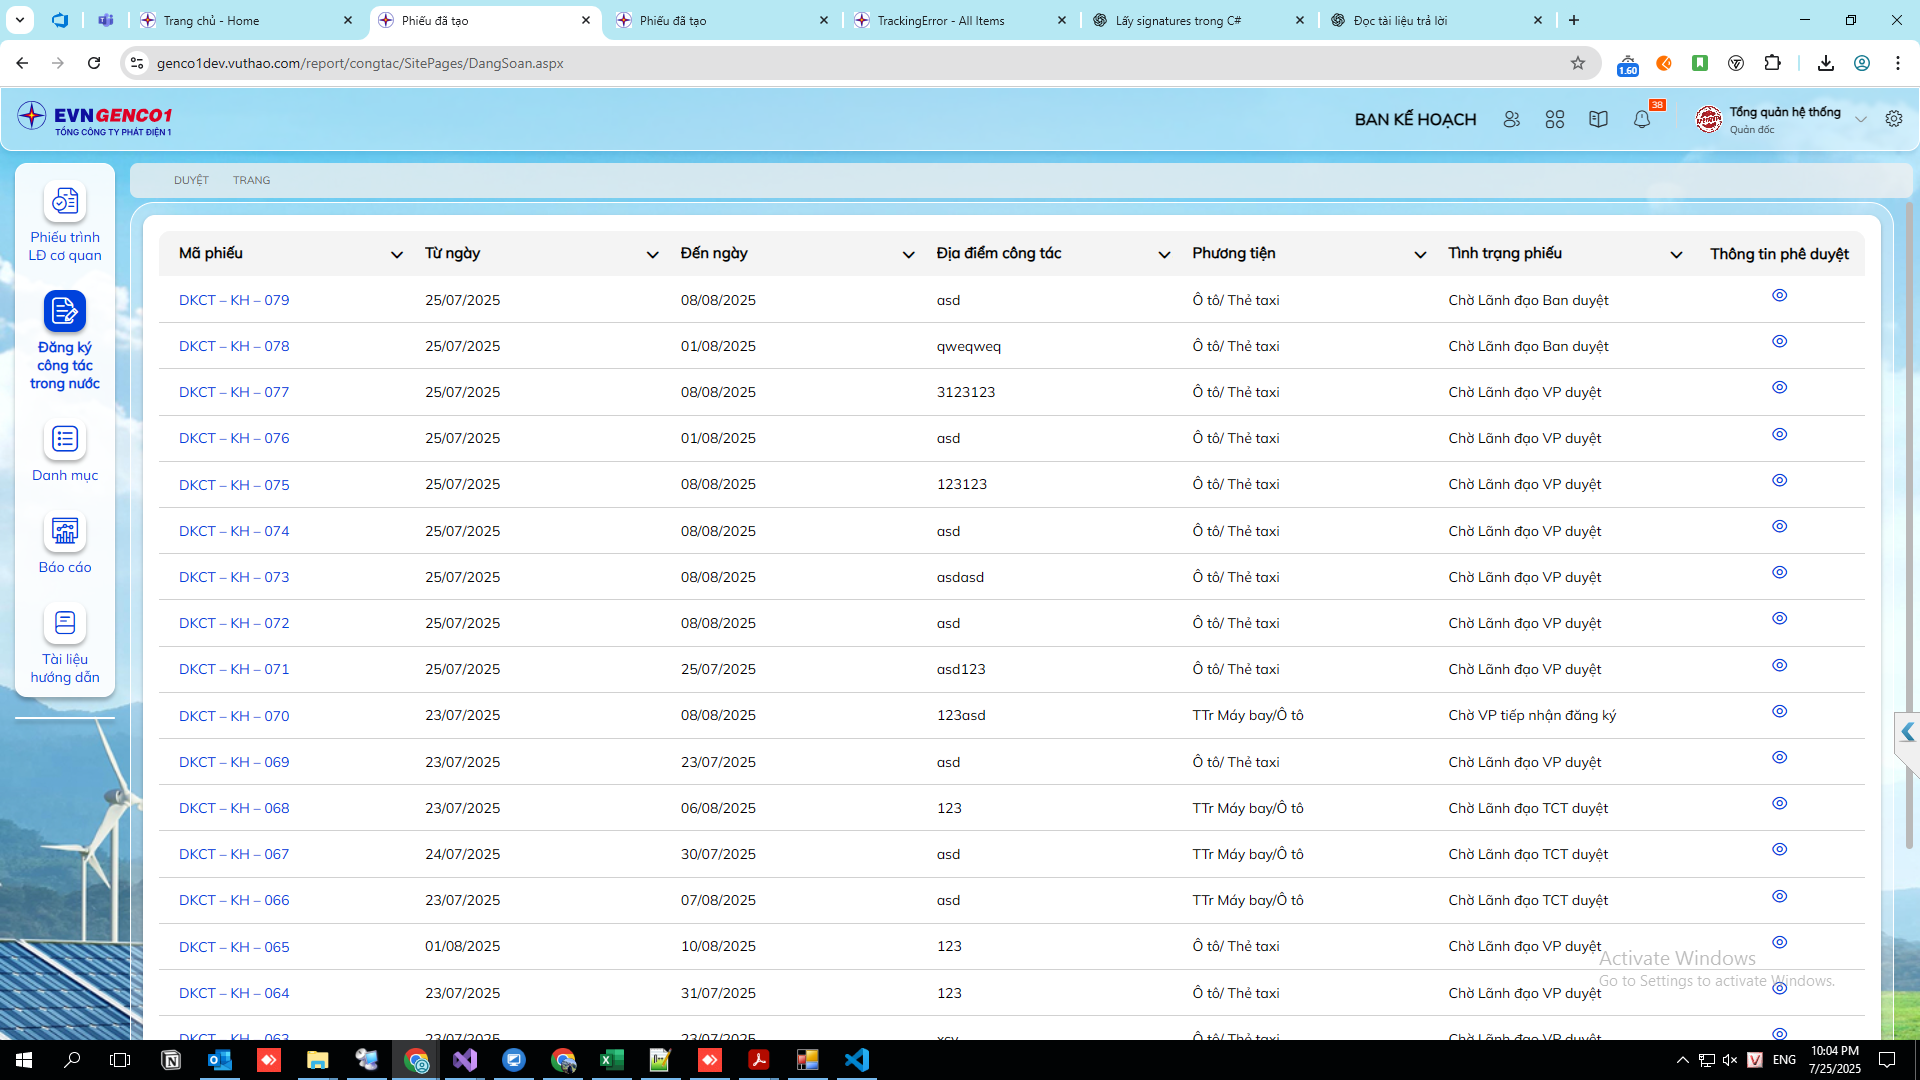 Trang chủ - Home
Phiếu đã tạo
Phiếu đã tạo
TrackingError - All Items
Lấy signatures trong C#
Đọc tài liệu trả lời
genco1dev.vuthao.com/report/congtac/SitePages/DangSoan.aspx
1.60
EVNGENCO1
TỔNG CÔNG TY PHÁT ĐIỆN 1
BAN KẾ HOẠCH
38
Tổng quản hệ thống
Quản đốc
DUYỆT TRANG
Phiếu trình
LĐ cơ quan
Đăng ký
công tác
trong nước
Danh mục
Báo cáo
Tài liệu
hướng dẫn
Mã phiếu Từ ngày Đến ngày Địa điểm công tác Phương tiện Tình trạng phiếu Thông tin phê duyệt
DKCT – KH – 079 25/07/2025 08/08/2025 asd Ô tô/ Thẻ taxi Chờ Lãnh đạo Ban duyệt
DKCT – KH – 078 25/07/2025 01/08/2025 qweqweq Ô tô/ Thẻ taxi Chờ Lãnh đạo Ban duyệt
DKCT – KH – 077 25/07/2025 08/08/2025 3123123 Ô tô/ Thẻ taxi Chờ Lãnh đạo VP duyệt
DKCT – KH – 076 25/07/2025 01/08/2025 asd Ô tô/ Thẻ taxi Chờ Lãnh đạo VP duyệt
DKCT – KH – 075 25/07/2025 08/08/2025 123123 Ô tô/ Thẻ taxi Chờ Lãnh đạo VP duyệt
DKCT – KH – 074 25/07/2025 08/08/2025 asd Ô tô/ Thẻ taxi Chờ Lãnh đạo VP duyệt
DKCT – KH – 073 25/07/2025 08/08/2025 asdasd Ô tô/ Thẻ taxi Chờ Lãnh đạo VP duyệt
DKCT – KH – 072 25/07/2025 08/08/2025 asd Ô tô/ Thẻ taxi Chờ Lãnh đạo VP duyệt
DKCT – KH – 071 25/07/2025 25/07/2025 asd123 Ô tô/ Thẻ taxi Chờ Lãnh đạo VP duyệt
DKCT – KH – 070 23/07/2025 08/08/2025 123asd TTr Máy bay/Ô tô Chờ VP tiếp nhận đăng ký
DKCT – KH – 069 23/07/2025 23/07/2025 asd Ô tô/ Thẻ taxi Chờ Lãnh đạo VP duyệt
DKCT – KH – 068 23/07/2025 06/08/2025 123 TTr Máy bay/Ô tô Chờ Lãnh đạo TCT duyệt
DKCT – KH – 067 24/07/2025 30/07/2025 asd TTr Máy bay/Ô tô Chờ Lãnh đạo TCT duyệt
DKCT – KH – 066 23/07/2025 07/08/2025 asd TTr Máy bay/Ô tô Chờ Lãnh đạo TCT duyệt
DKCT – KH – 065 01/08/2025 10/08/2025 123 Ô tô/ Thẻ taxi Chờ Lãnh đạo VP duyệt
DKCT – KH – 064 23/07/2025 31/07/2025 123 Ô tô/ Thẻ taxi Chờ Lãnh đạo VP duyệt
DKCT – KH – 063 23/07/2025 23/07/2025 xcv Ô tô/ Thẻ taxi Chờ Lãnh đạo VP duyệt
Activate Windows
Go to Settings to activate Windows.
ENG
10:04 PM
7/25/2025